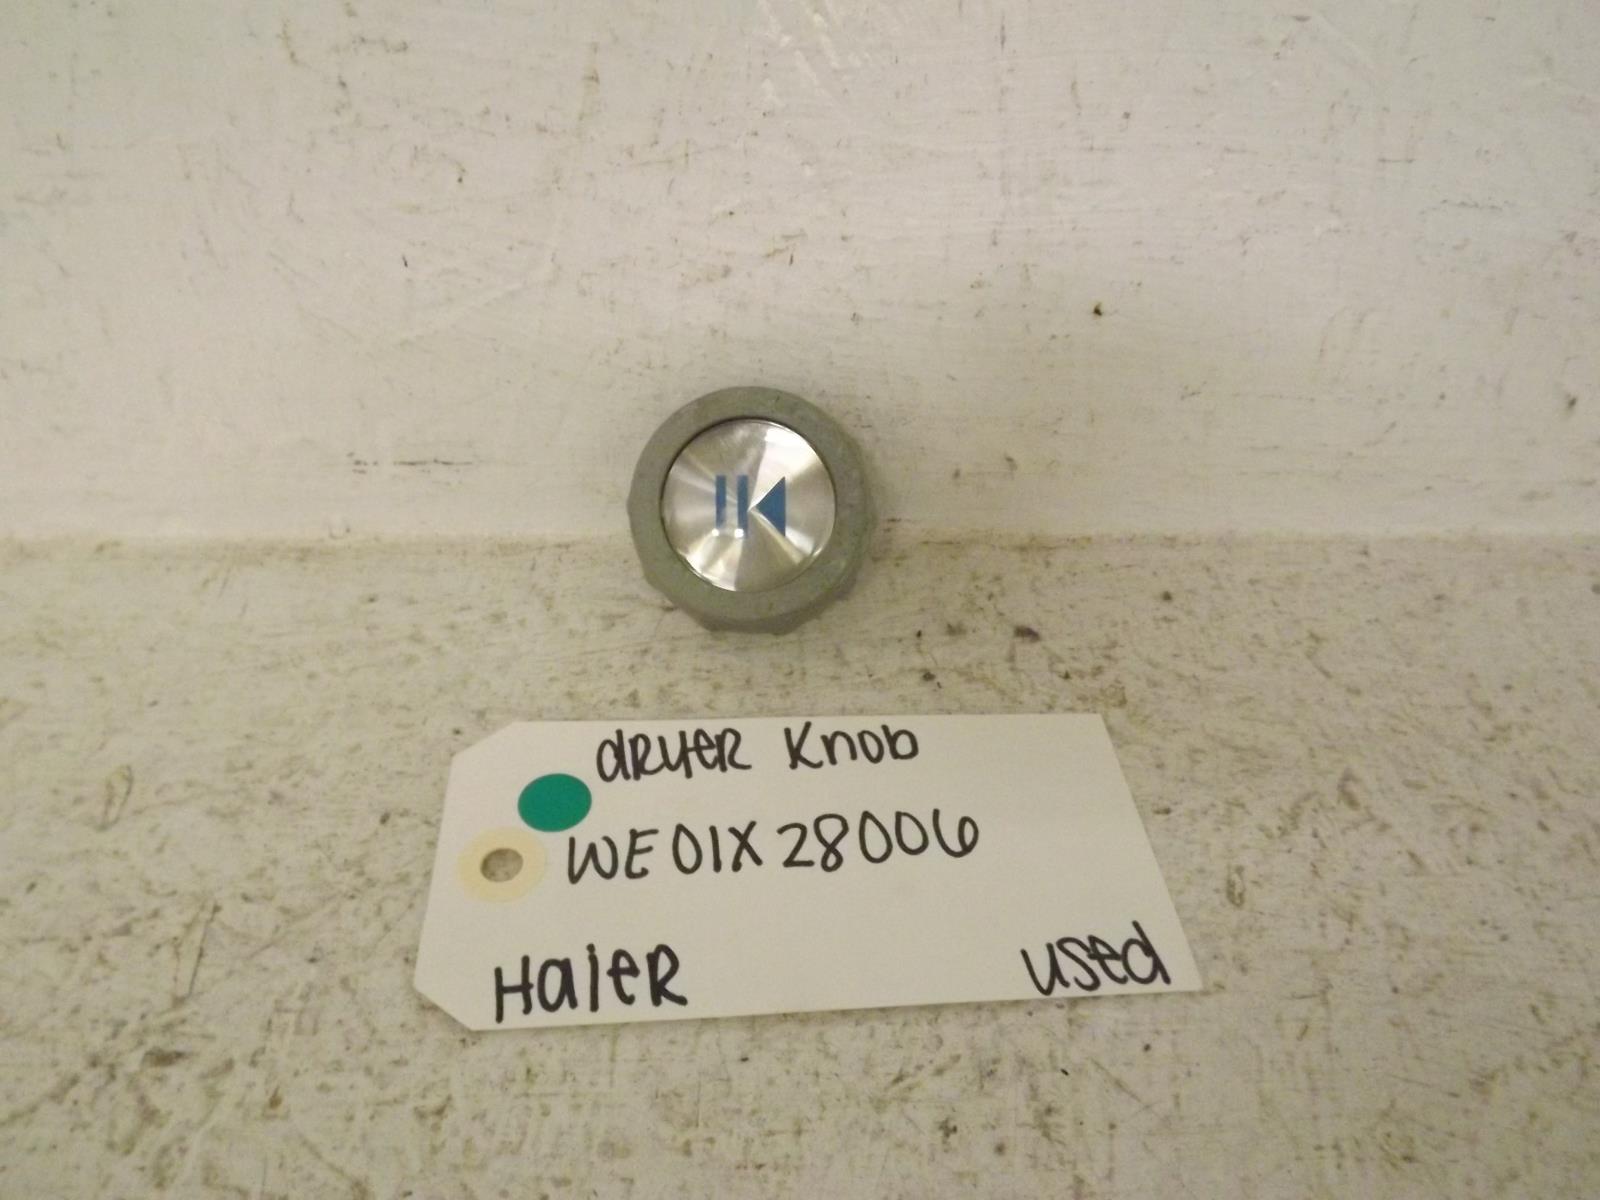 dRyeR Knob
WE01X28006
HaieR
used